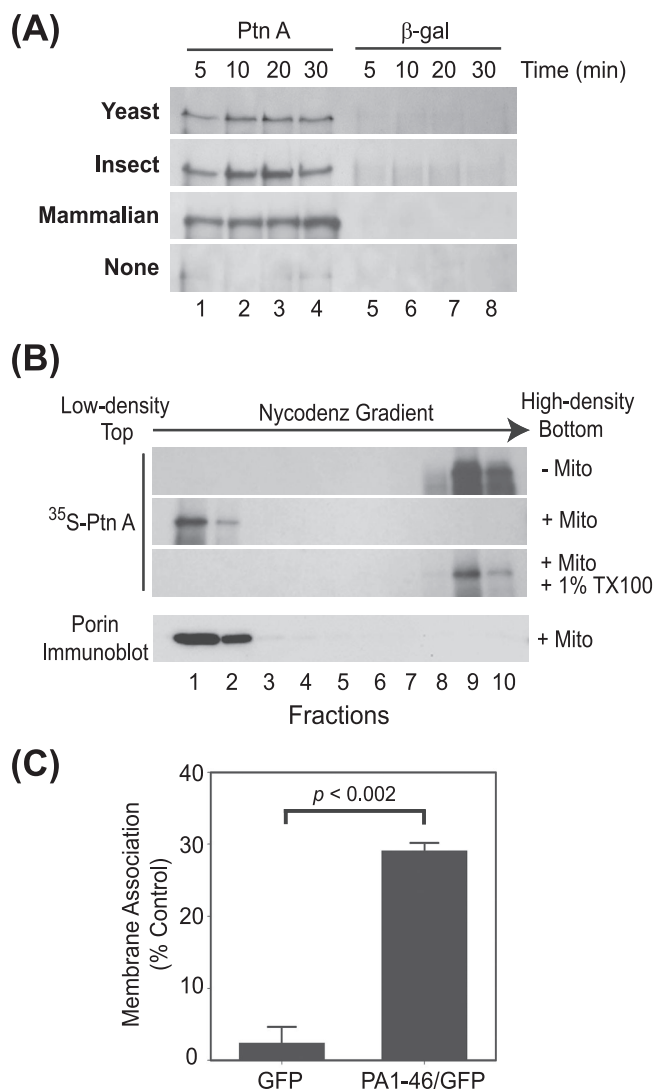 (A)
Ptn A β-gal
5 10 20 30 5 10 20 30 Time (min)
Yeast
Insect
Mammalian
None
1 2 3 4 5 6 7 8
(B)
Low-density Nycodenz Gradient High-density
Top Bottom
- Mito
³⁵S-Ptn A + Mito
+ Mito
+ 1% TX100
Porin
Immunoblot + Mito
1 2 3 4 5 6 7 8 9 10
Fractions
(C)
Membrane Association
(% Control)
40
30
20
10
0
p < 0.002
GFP PA1-46/GFP